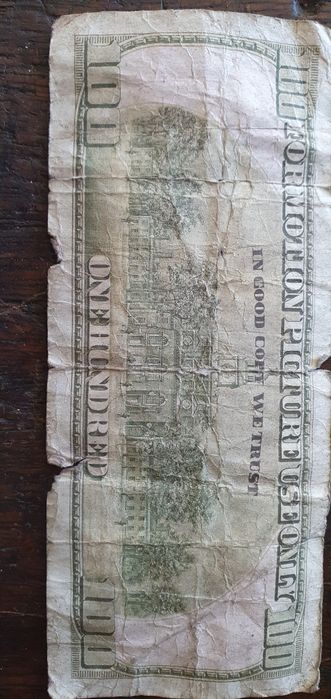 100 FOR MOTION PICTURE USE ONLY 100
IN GOOD COPY WE TRUST
100 ONE HUNDRED 100